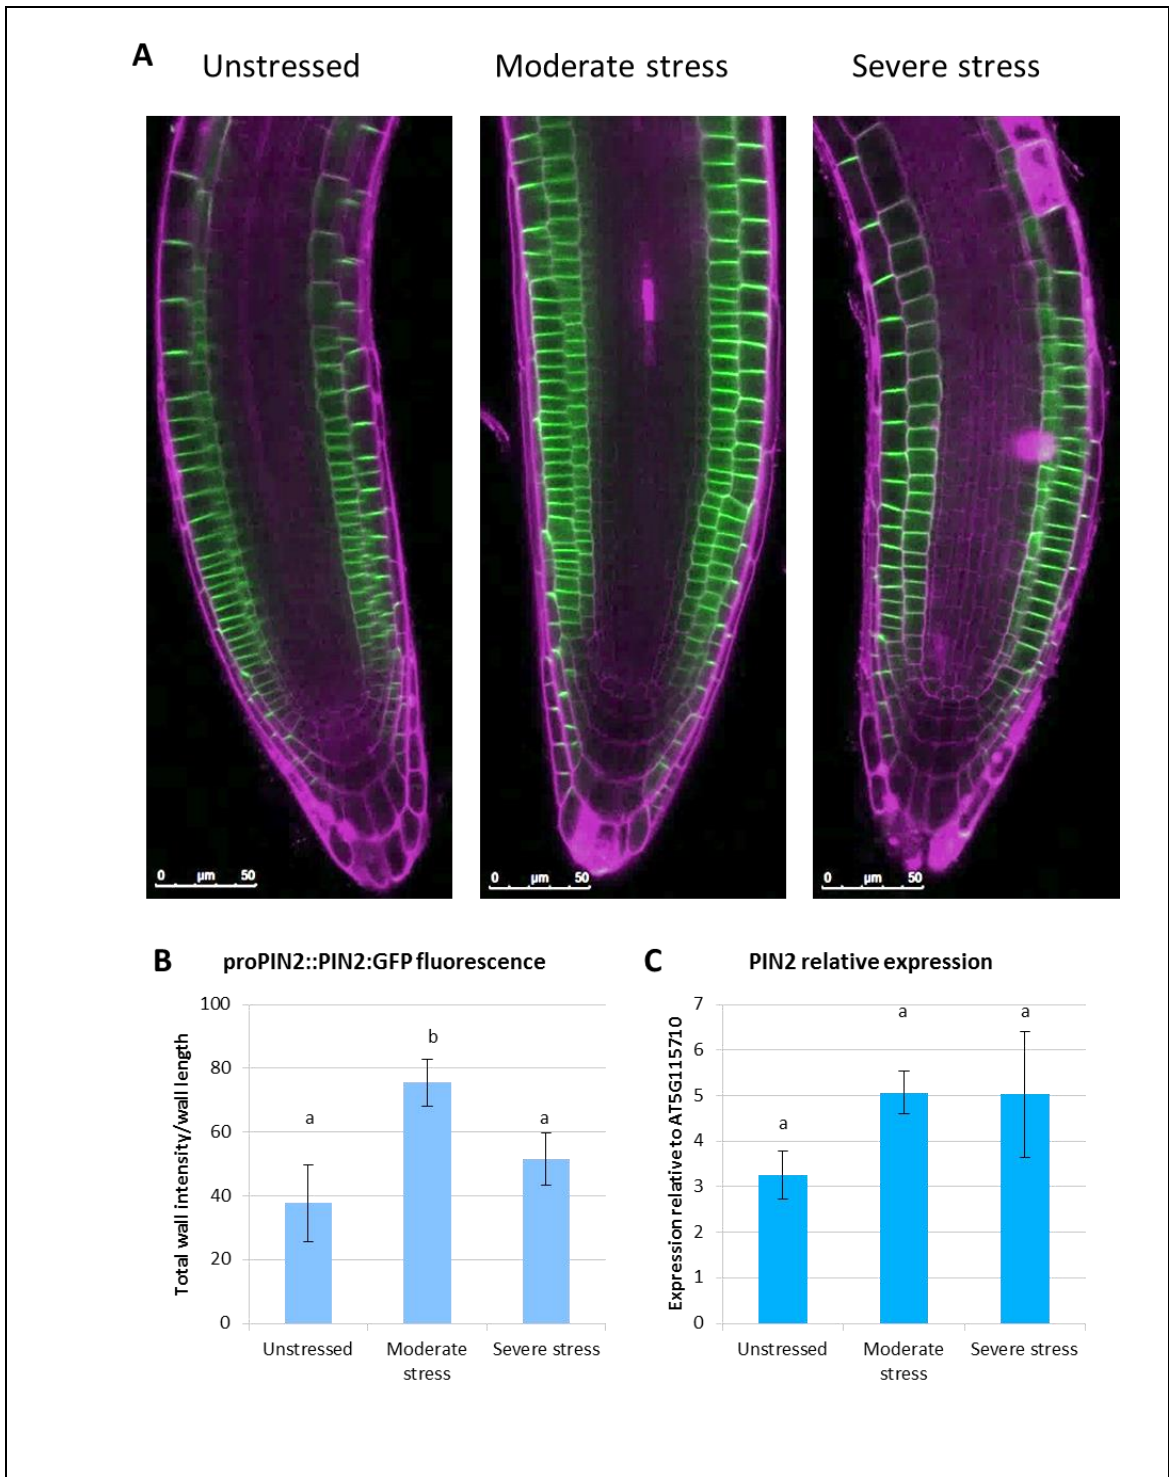 A
Unstressed
Moderate stress
Severe stress
0 µm 50
0 µm 50
0 µm 50
B
proPIN2::PIN2:GFP fluorescence
Total wall intensity/wall length
100
80
60
40
20
0
a
b
a
Unstressed
Moderate
stress
Severe stress
C
PIN2 relative expression
Expression relative to AT5G115710
7
6
5
4
3
2
1
0
a
a
a
Unstressed
Moderate
stress
Severe stress